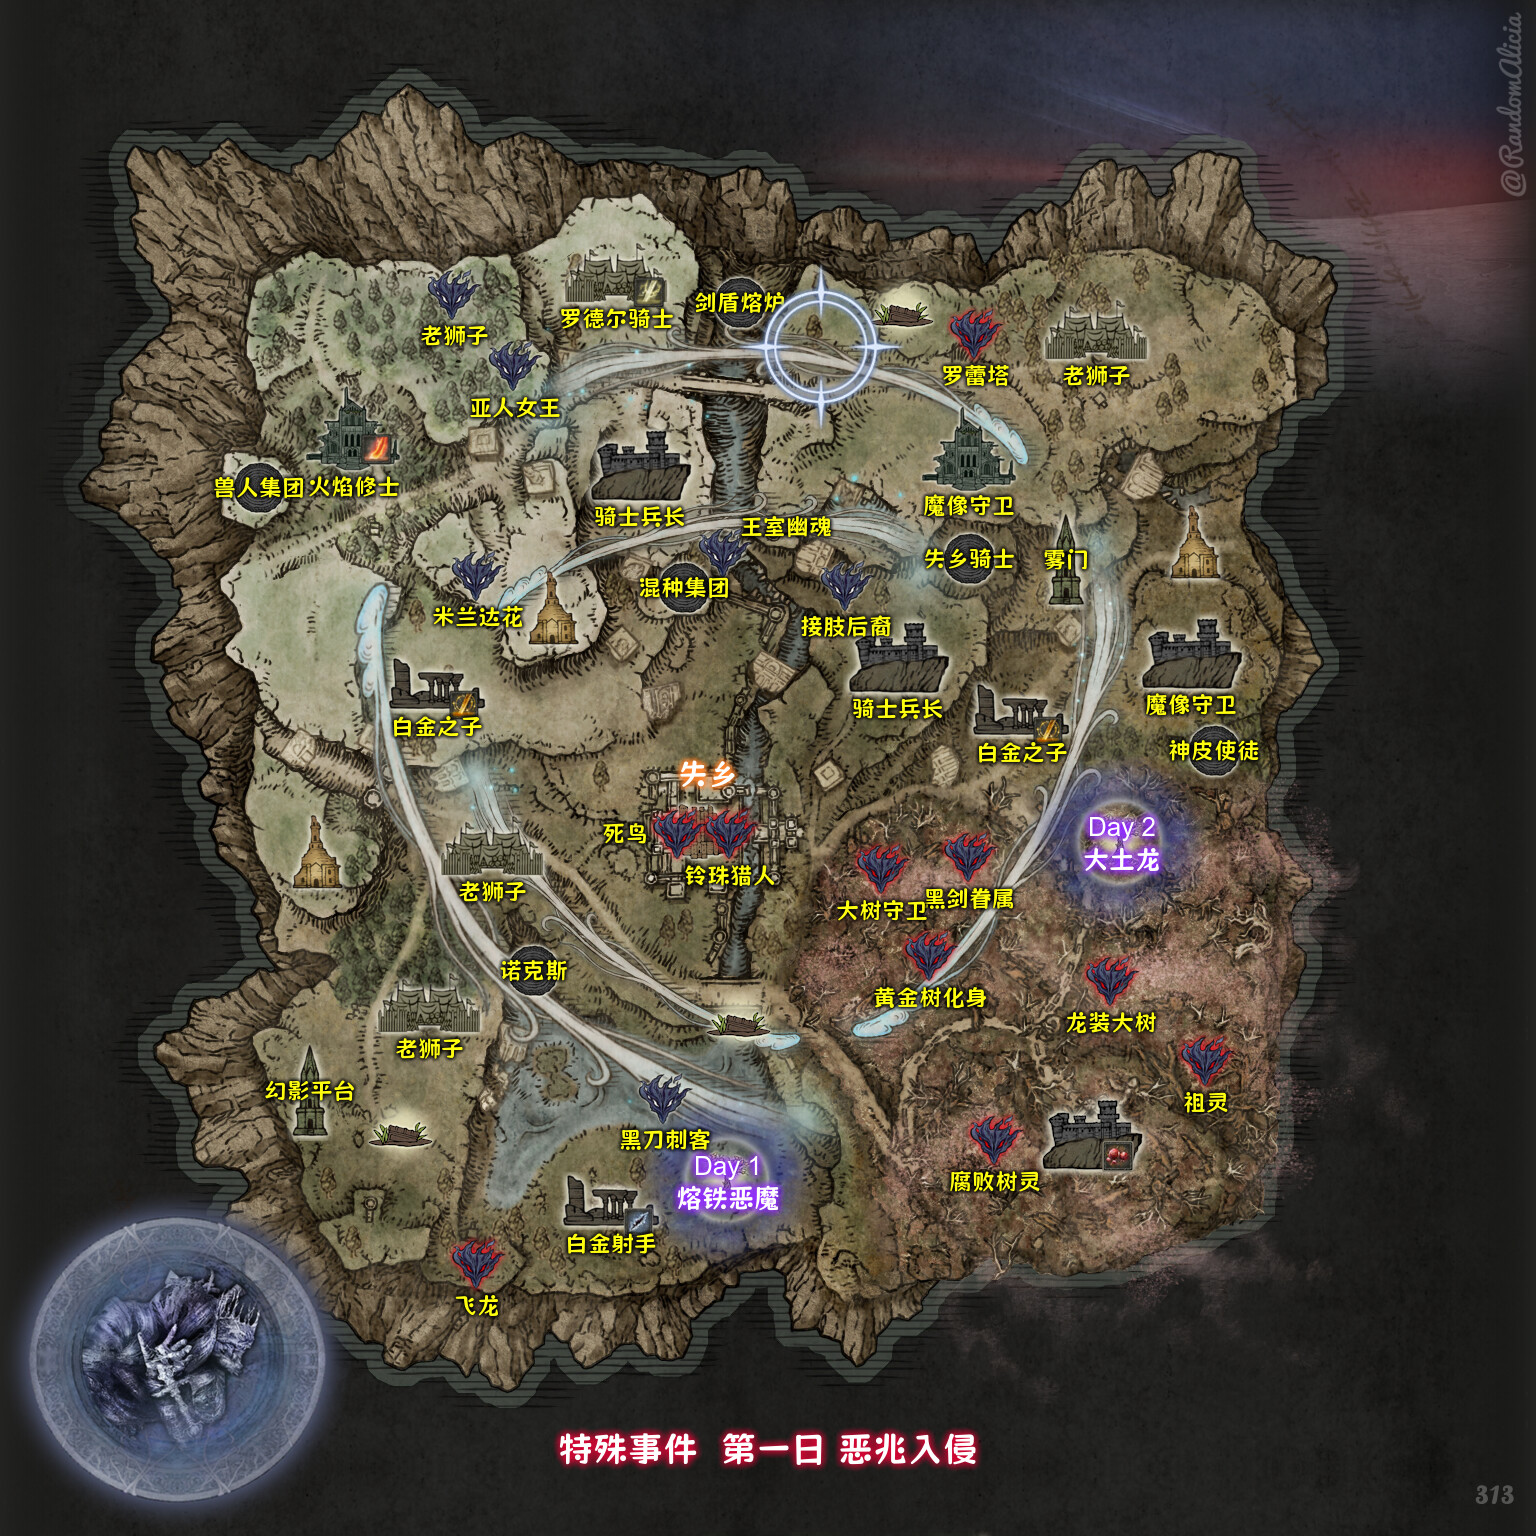 @RandomAlicia
罗德尔骑士
剑盾熔炉
老狮子
罗蕾塔
老狮子
亚人女王
兽人集团
火焰修士
骑士兵长
王室幽魂
魔像守卫
失乡骑士
雾门
混种集团
米兰达花
接肢后裔
白金之子
骑士兵长
魔像守卫
白金之子
神皮使徒
失乡
死鸟
铃珠猎人
Day 2
大土龙
老狮子
大树守卫
黑剑眷属
诺克斯
黄金树化身
龙装大树
老狮子
幻影平台
祖灵
黑刀刺客
Day 1
熔铁恶魔
腐败树灵
白金射手
飞龙
特殊事件 第一日 恶兆入侵
313